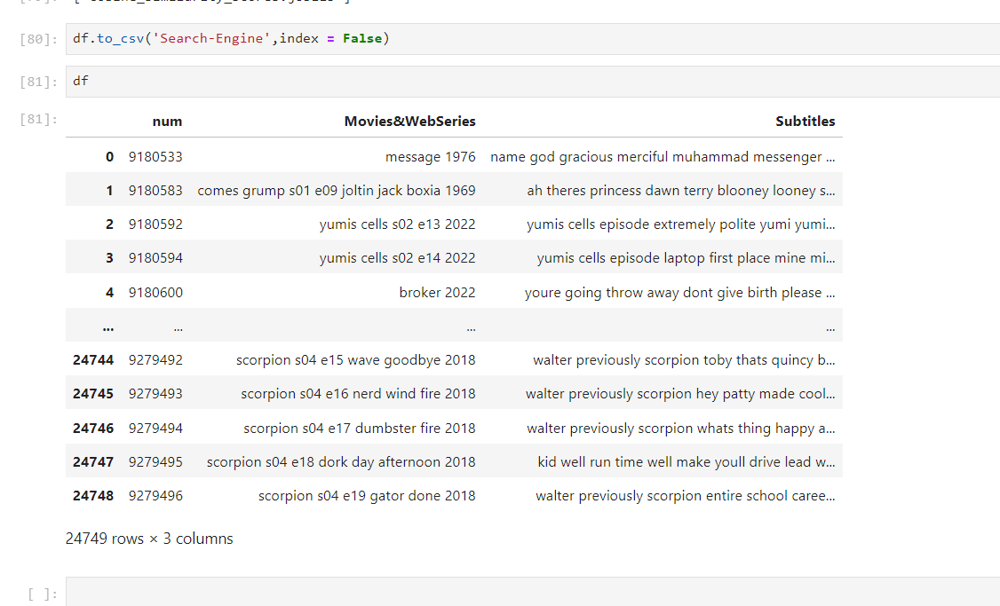 [80]: df.to_csv('Search-Engine',index = False)
[81]: df
[81]:
num Movies&WebSeries Subtitles
0 9180533 message 1976 name god gracious merciful muhammad messenger ...
1 9180583 comes grump s01 e09 joltin jack boxia 1969 ah theres princess dawn terry blooney looney s...
2 9180592 yumis cells s02 e13 2022 yumis cells episode extremely polite yumi yumi...
3 9180594 yumis cells s02 e14 2022 yumis cells episode laptop first place mine mi...
4 9180600 broker 2022 youre going throw away dont give birth please ...
... ... ... ...
24744 9279492 scorpion s04 e15 wave goodbye 2018 walter previously scorpion toby thats quincy b...
24745 9279493 scorpion s04 e16 nerd wind fire 2018 walter previously scorpion hey patty made cool...
24746 9279494 scorpion s04 e17 dumbster fire 2018 walter previously scorpion whats thing happy a...
24747 9279495 scorpion s04 e18 dork day afternoon 2018 kid well run time well make youll drive lead w...
24748 9279496 scorpion s04 e19 gator done 2018 walter previously scorpion entire school caree...
24749 rows × 3 columns
[ ]: